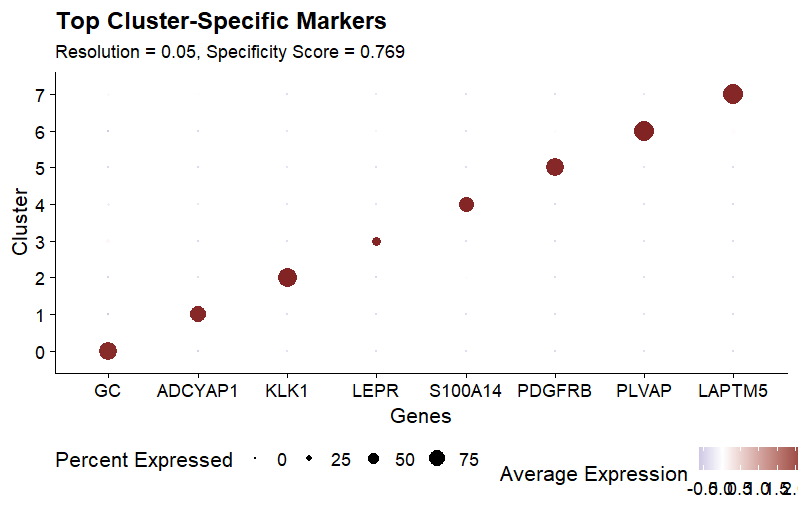 Top Cluster-Specific Markers
Resolution = 0.05, Specificity Score = 0.769
Cluster
7
6
5
4
3
2
1
0
GC ADCYAP1 KLK1 LEPR S100A14 PDGFRB PLVAP LAPTM5
Genes
Percent Expressed 0 25 50 75
Average Expression